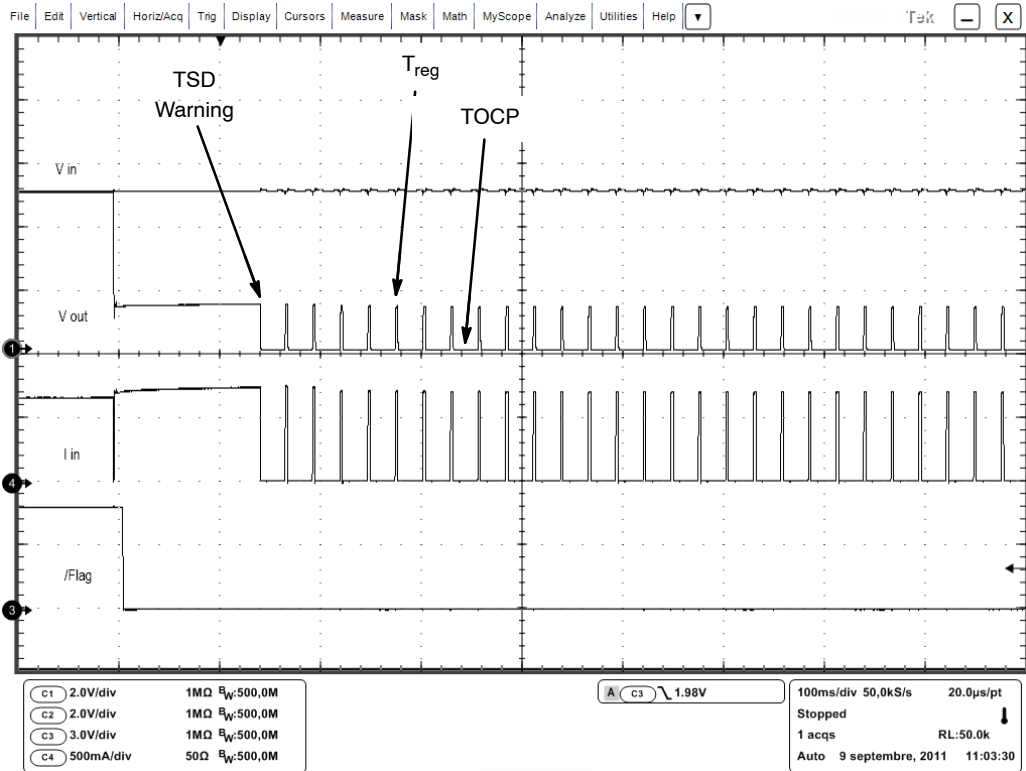 File Edit Vertical Horiz/Acq Trig Display Cursors Measure Mask Math MyScope Analyze Utilities Help Tek X
TSD
Warning
Treg
TOCP
V in
V out
1
I in
4
/Flag
3
C1 2.0V/div 1MΩ BW:500,0M
C2 2.0V/div 1MΩ BW:500,0M
C3 3.0V/div 1MΩ BW:500,0M
C4 500mA/div 50Ω BW:500,0M
A C3 1.98V
100ms/div 50,0kS/s 20.0µs/pt
Stopped
1 acqs RL:50.0k
Auto 9 septembre, 2011 11:03:30